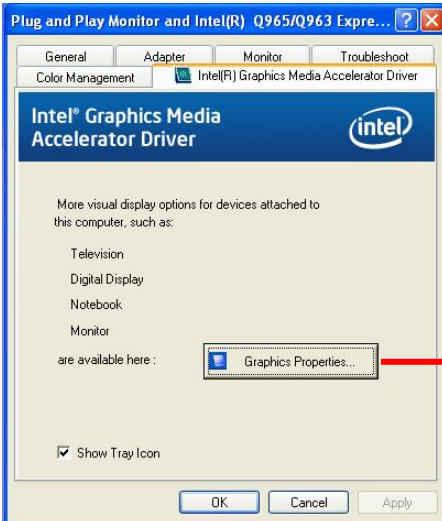 Plug and Play Monitor and Intel(R) Q965/Q963 Expre...
General Adapter Monitor Troubleshoot
Color Management Intel(R) Graphics Media Accelerator Driver
Intel® Graphics Media
Accelerator Driver
intel
More visual display options for devices attached to
this computer, such as:
Television
Digital Display
Notebook
Monitor
are available here : Graphics Properties...
Show Tray Icon
OK Cancel Apply